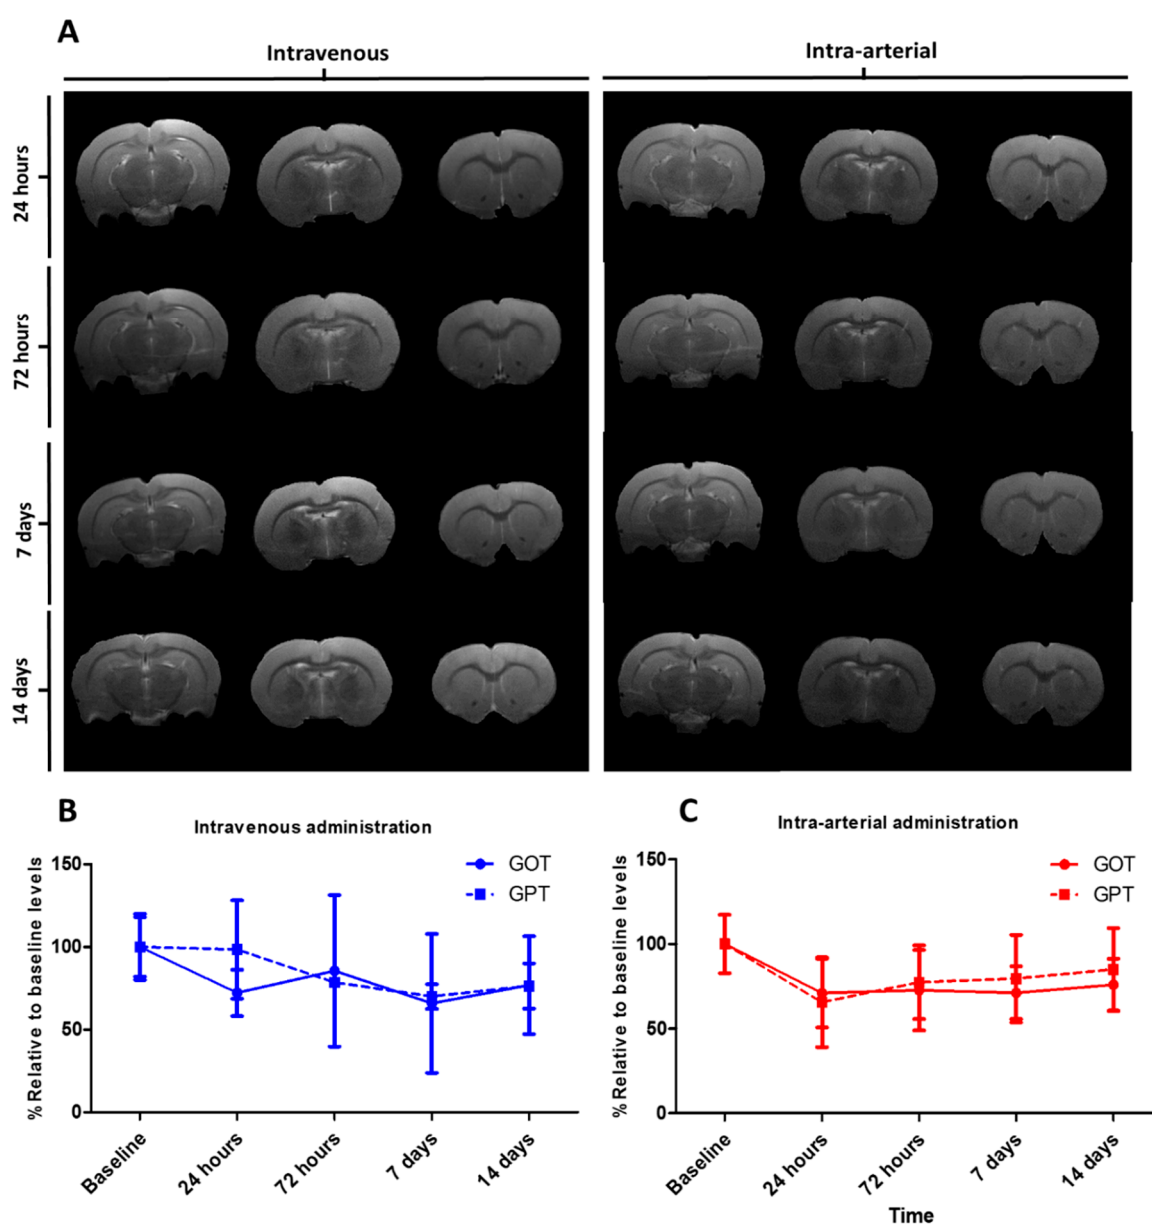 A
Intravenous
Intra-arterial
24 hours
72 hours
7 days
14 days
B
Intravenous administration
% Relative to baseline levels
150
100
50
0
GOT
GPT
Baseline
24 hours
72 hours
7 days
14 days
C
Intra-arterial administration
% Relative to baseline levels
150
100
50
0
GOT
GPT
Baseline
24 hours
72 hours
7 days
14 days
Time